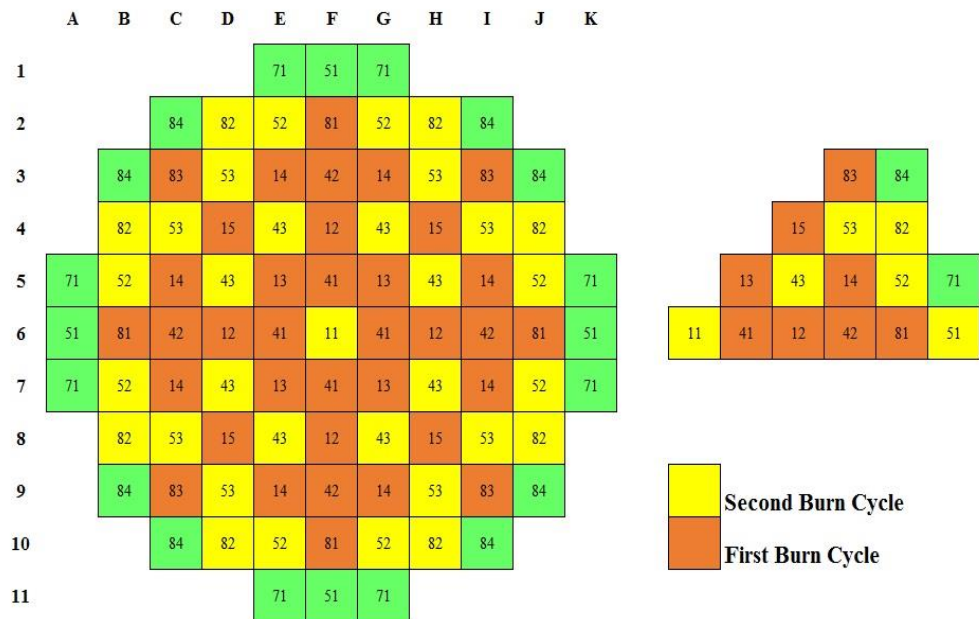 A B C D E F G H I J K
1 71 51 71
2 84 82 52 81 52 82 84
3 84 83 53 14 42 14 53 83 84 83 84
4 82 53 15 43 12 43 15 53 82 15 53 82
5 71 52 14 43 13 41 13 43 14 52 71 13 43 14 52 71
6 51 81 42 12 41 11 41 12 42 81 51 11 41 12 42 81 51
7 71 52 14 43 13 41 13 43 14 52 71
8 82 53 15 43 12 43 15 53 82
9 84 83 53 14 42 14 53 83 84
Second Burn Cycle
10 84 82 52 81 52 82 84
First Burn Cycle
11 71 51 71